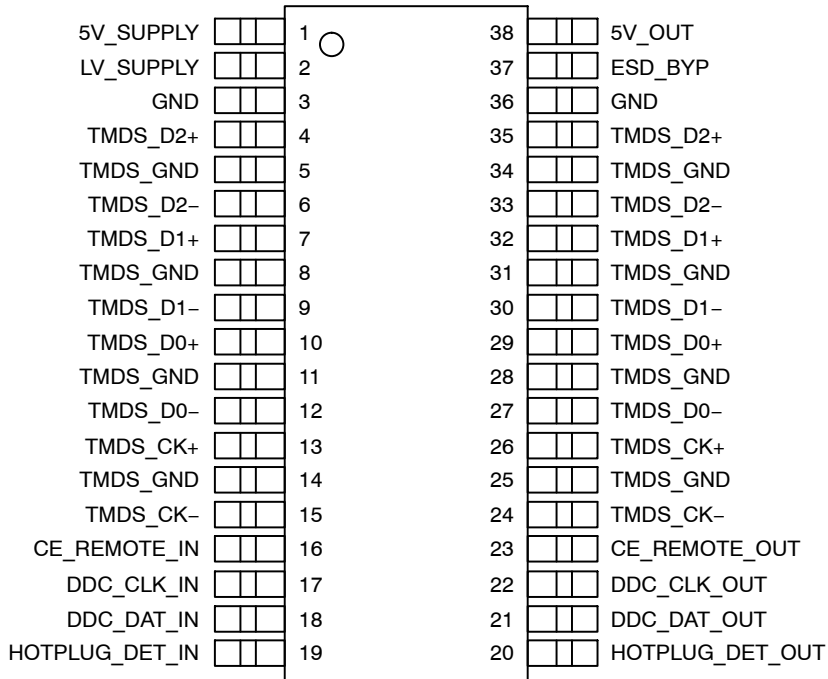 5V_SUPPLY 1 38 5V_OUT
LV_SUPPLY 2 37 ESD_BYP
GND 3 36 GND
TMDS_D2+ 4 35 TMDS_D2+
TMDS_GND 5 34 TMDS_GND
TMDS_D2− 6 33 TMDS_D2−
TMDS_D1+ 7 32 TMDS_D1+
TMDS_GND 8 31 TMDS_GND
TMDS_D1− 9 30 TMDS_D1−
TMDS_D0+ 10 29 TMDS_D0+
TMDS_GND 11 28 TMDS_GND
TMDS_D0− 12 27 TMDS_D0−
TMDS_CK+ 13 26 TMDS_CK+
TMDS_GND 14 25 TMDS_GND
TMDS_CK− 15 24 TMDS_CK−
CE_REMOTE_IN 16 23 CE_REMOTE_OUT
DDC_CLK_IN 17 22 DDC_CLK_OUT
DDC_DAT_IN 18 21 DDC_DAT_OUT
HOTPLUG_DET_IN 19 20 HOTPLUG_DET_OUT